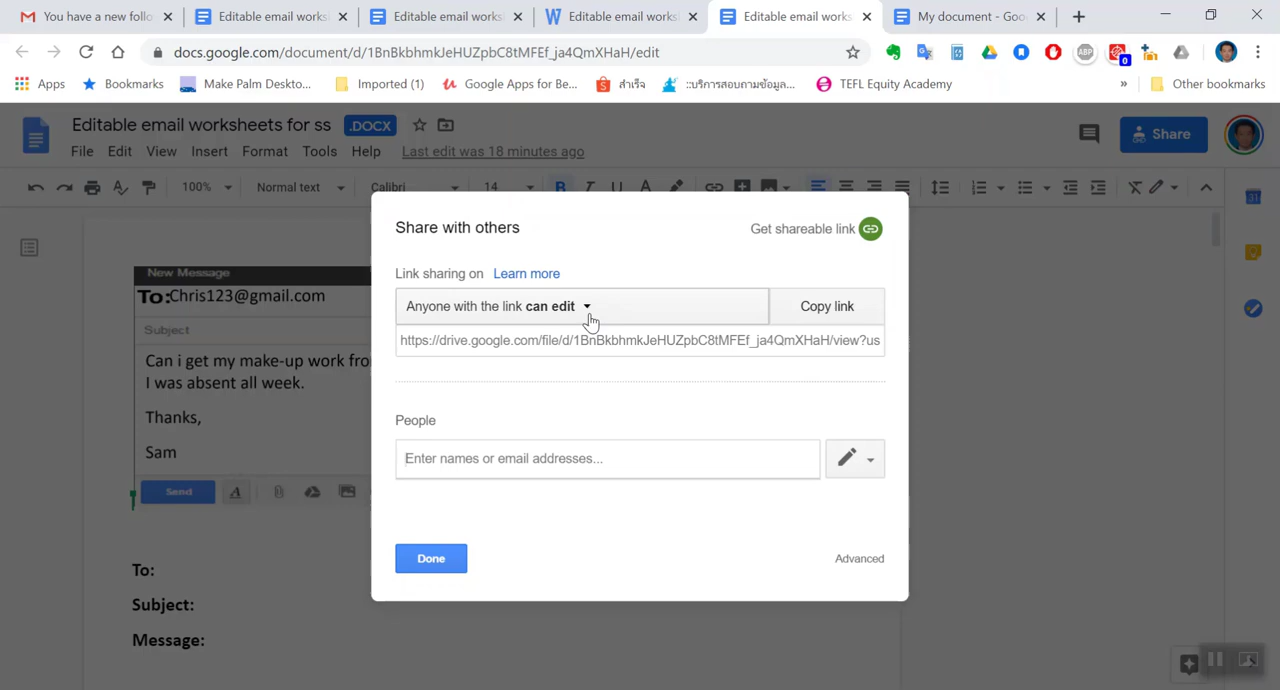 You have a new follo
Editable email works
Editable email works
Editable email works
Editable email works
My document - Goo
docs.google.com/document/d/1BnBkbhmkJeHUZpbC8tMFEf_ja4QmXHaH/edit
ABP
0
Apps
Bookmarks
Make Palm Deskto...
Imported (1)
Google Apps for Be...
สำเร็จ
::บริการสอบถามข้อมูล...
TEFL Equity Academy
»
Other bookmarks
Editable email worksheets for ss
.DOCX
File Edit View Insert Format Tools Help Last edit was 18 minutes ago
Share
100% Normal text Calibri 14 B I U A
31
New Message
To: Chris123@gmail.com
Subject
Can i get my make-up work fro
I was absent all week.
Thanks,
Sam
Send A
To:
Subject:
Message:
Share with others
Get shareable link
Link sharing on Learn more
Anyone with the link can edit
Copy link
https://drive.google.com/file/d/1BnBkbhmkJeHUZpbC8tMFEf_ja4QmXHaH/view?us
People
Enter names or email addresses...
Done
Advanced